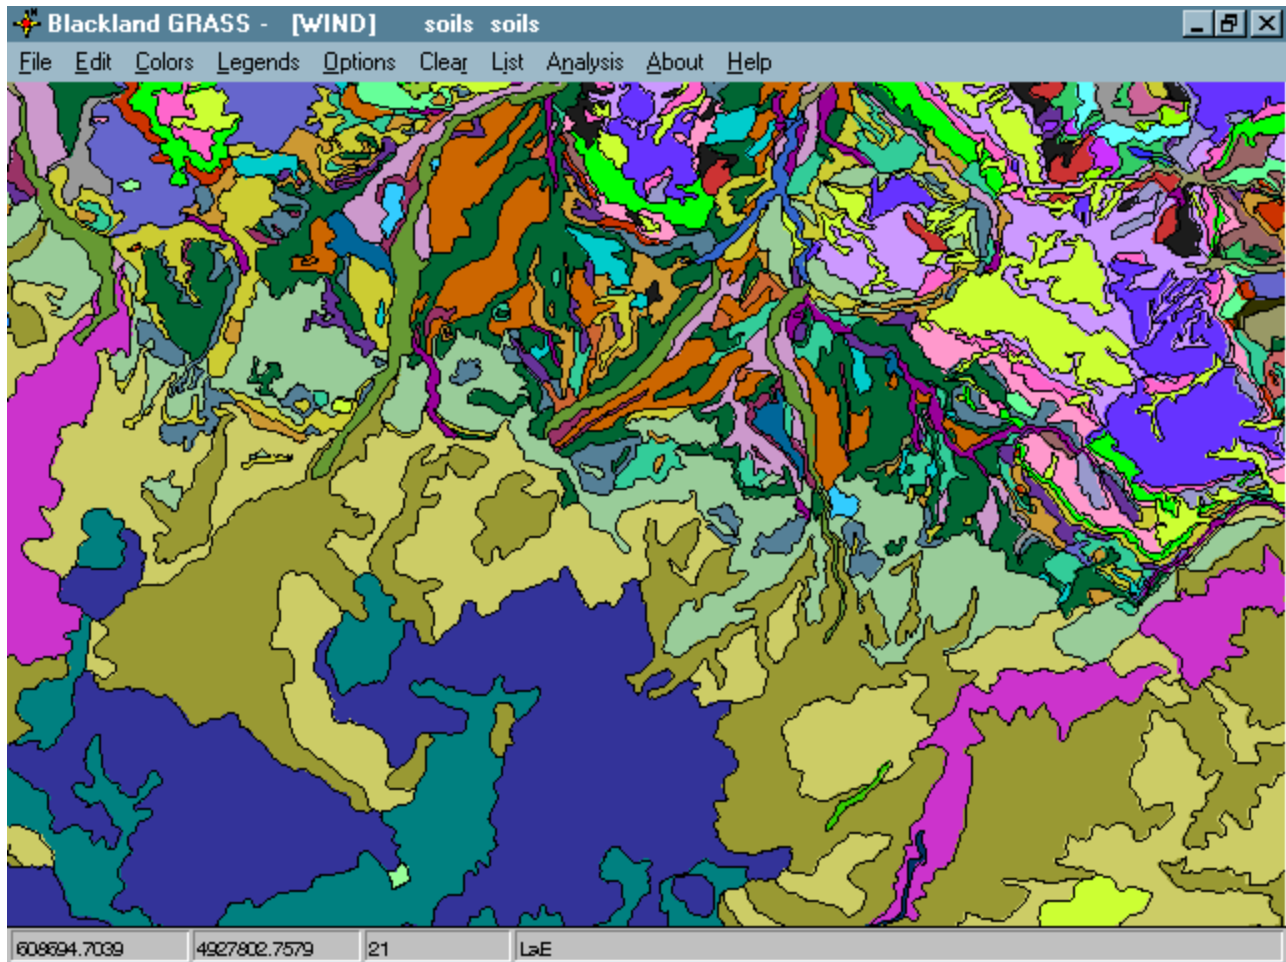 Blackland GRASS - [WIND] soils soils
File Edit Colors Legends Options Clear List Analysis About Help
608694.7039 4927802.7579 21 LaE